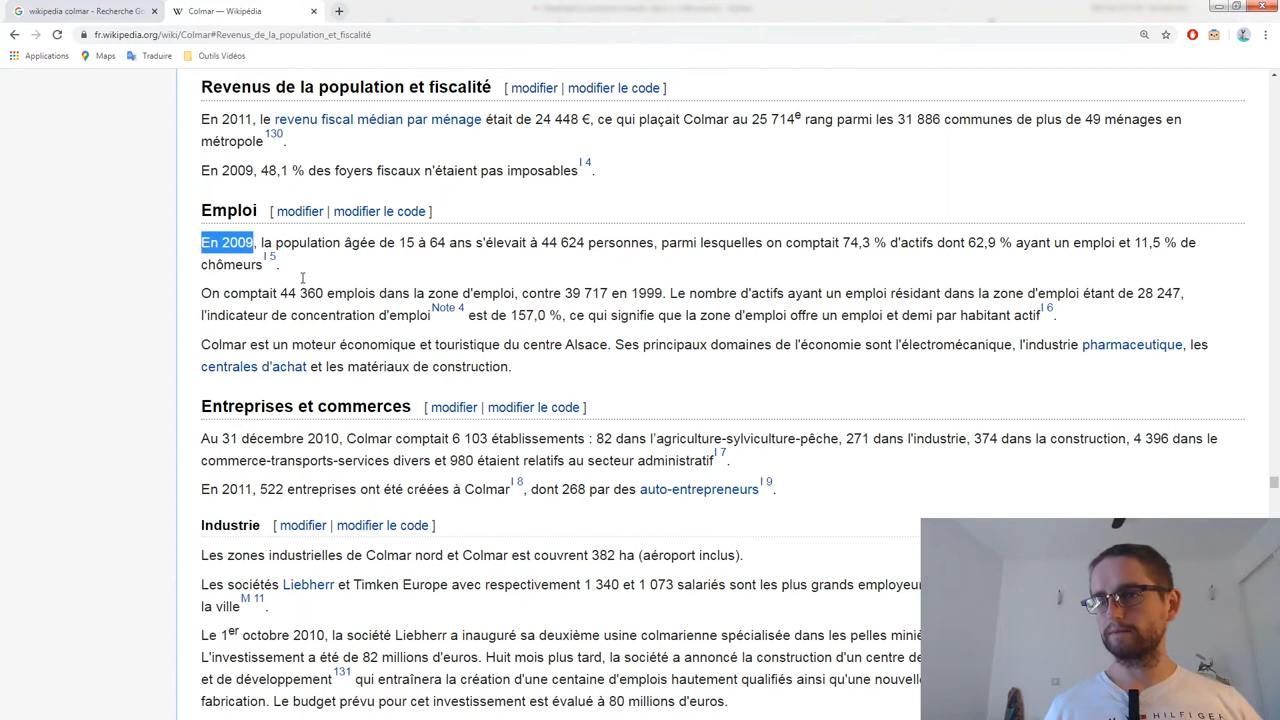 wikipedia colmar - Recherche Go
Colmar — Wikipédia
fr.wikipedia.org/wiki/Colmar#Revenus_de_la_population_et_fiscalité
Applications Maps Traduire Outils Vidéos
Revenus de la population et fiscalité [ modifier | modifier le code ]
En 2011, le revenu fiscal médian par ménage était de 24 448 €, ce qui plaçait Colmar au 25 714e rang parmi les 31 886 communes de plus de 49 ménages en
métropole 130.
En 2009, 48,1 % des foyers fiscaux n'étaient pas imposables I 4.
Emploi [ modifier | modifier le code ]
En 2009, la population âgée de 15 à 64 ans s'élevait à 44 624 personnes, parmi lesquelles on comptait 74,3 % d'actifs dont 62,9 % ayant un emploi et 11,5 % de
chômeurs I 5.
On comptait 44 360 emplois dans la zone d'emploi, contre 39 717 en 1999. Le nombre d'actifs ayant un emploi résidant dans la zone d'emploi étant de 28 247,
l'indicateur de concentration d'emploi Note 4 est de 157,0 %, ce qui signifie que la zone d'emploi offre un emploi et demi par habitant actif I 6.
Colmar est un moteur économique et touristique du centre Alsace. Ses principaux domaines de l'économie sont l'électromécanique, l'industrie pharmaceutique, les
centrales d'achat et les matériaux de construction.
Entreprises et commerces [ modifier | modifier le code ]
Au 31 décembre 2010, Colmar comptait 6 103 établissements : 82 dans l'agriculture-sylviculture-pêche, 271 dans l'industrie, 374 dans la construction, 4 396 dans le
commerce-transports-services divers et 980 étaient relatifs au secteur administratif I 7.
En 2011, 522 entreprises ont été créées à Colmar I 8, dont 268 par des auto-entrepreneurs I 9.
Industrie [ modifier | modifier le code ]
Les zones industrielles de Colmar nord et Colmar est couvrent 382 ha (aéroport inclus).
Les sociétés Liebherr et Timken Europe avec respectivement 1 340 et 1 073 salariés sont les plus grands employeu
la ville M 11.
Le 1er octobre 2010, la société Liebherr a inauguré sa deuxième usine colmarienne spécialisée dans les pelles miniè
L'investissement a été de 82 millions d'euros. Huit mois plus tard, la société a annoncé la construction d'un centre de
et de développement 131 qui entraînera la création d'une centaine d'emplois hautement qualifiés ainsi qu'une nouvelle
fabrication. Le budget prévu pour cet investissement est évalué à 80 millions d'euros.
HILFIGER